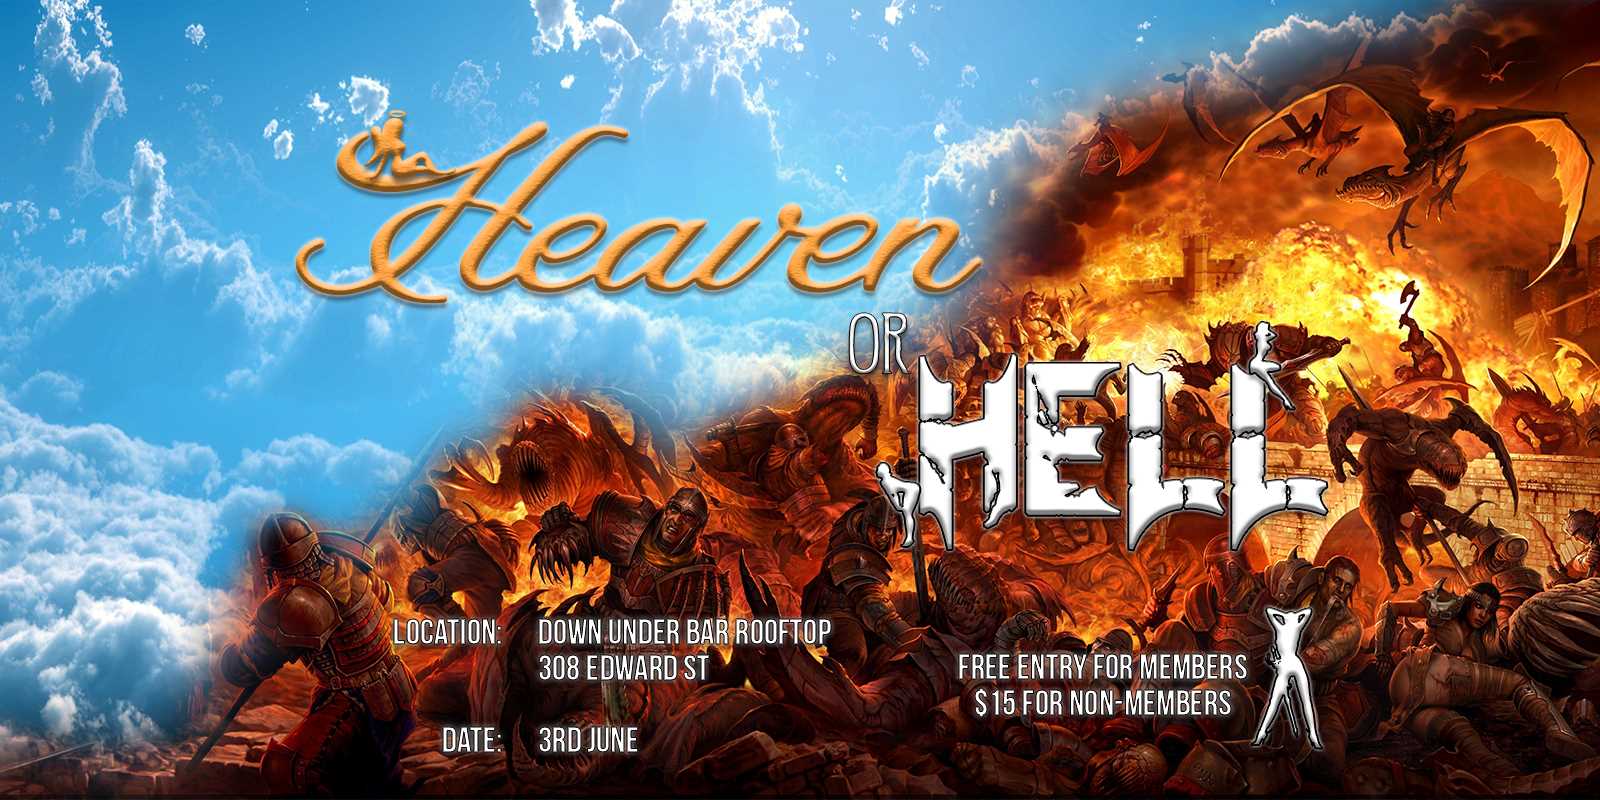 Heaven
OR
HELL
LOCATION: DOWN UNDER BAR ROOFTOP
308 EDWARD ST
DATE: 3RD JUNE
FREE ENTRY FOR MEMBERS
$15 FOR NON-MEMBERS